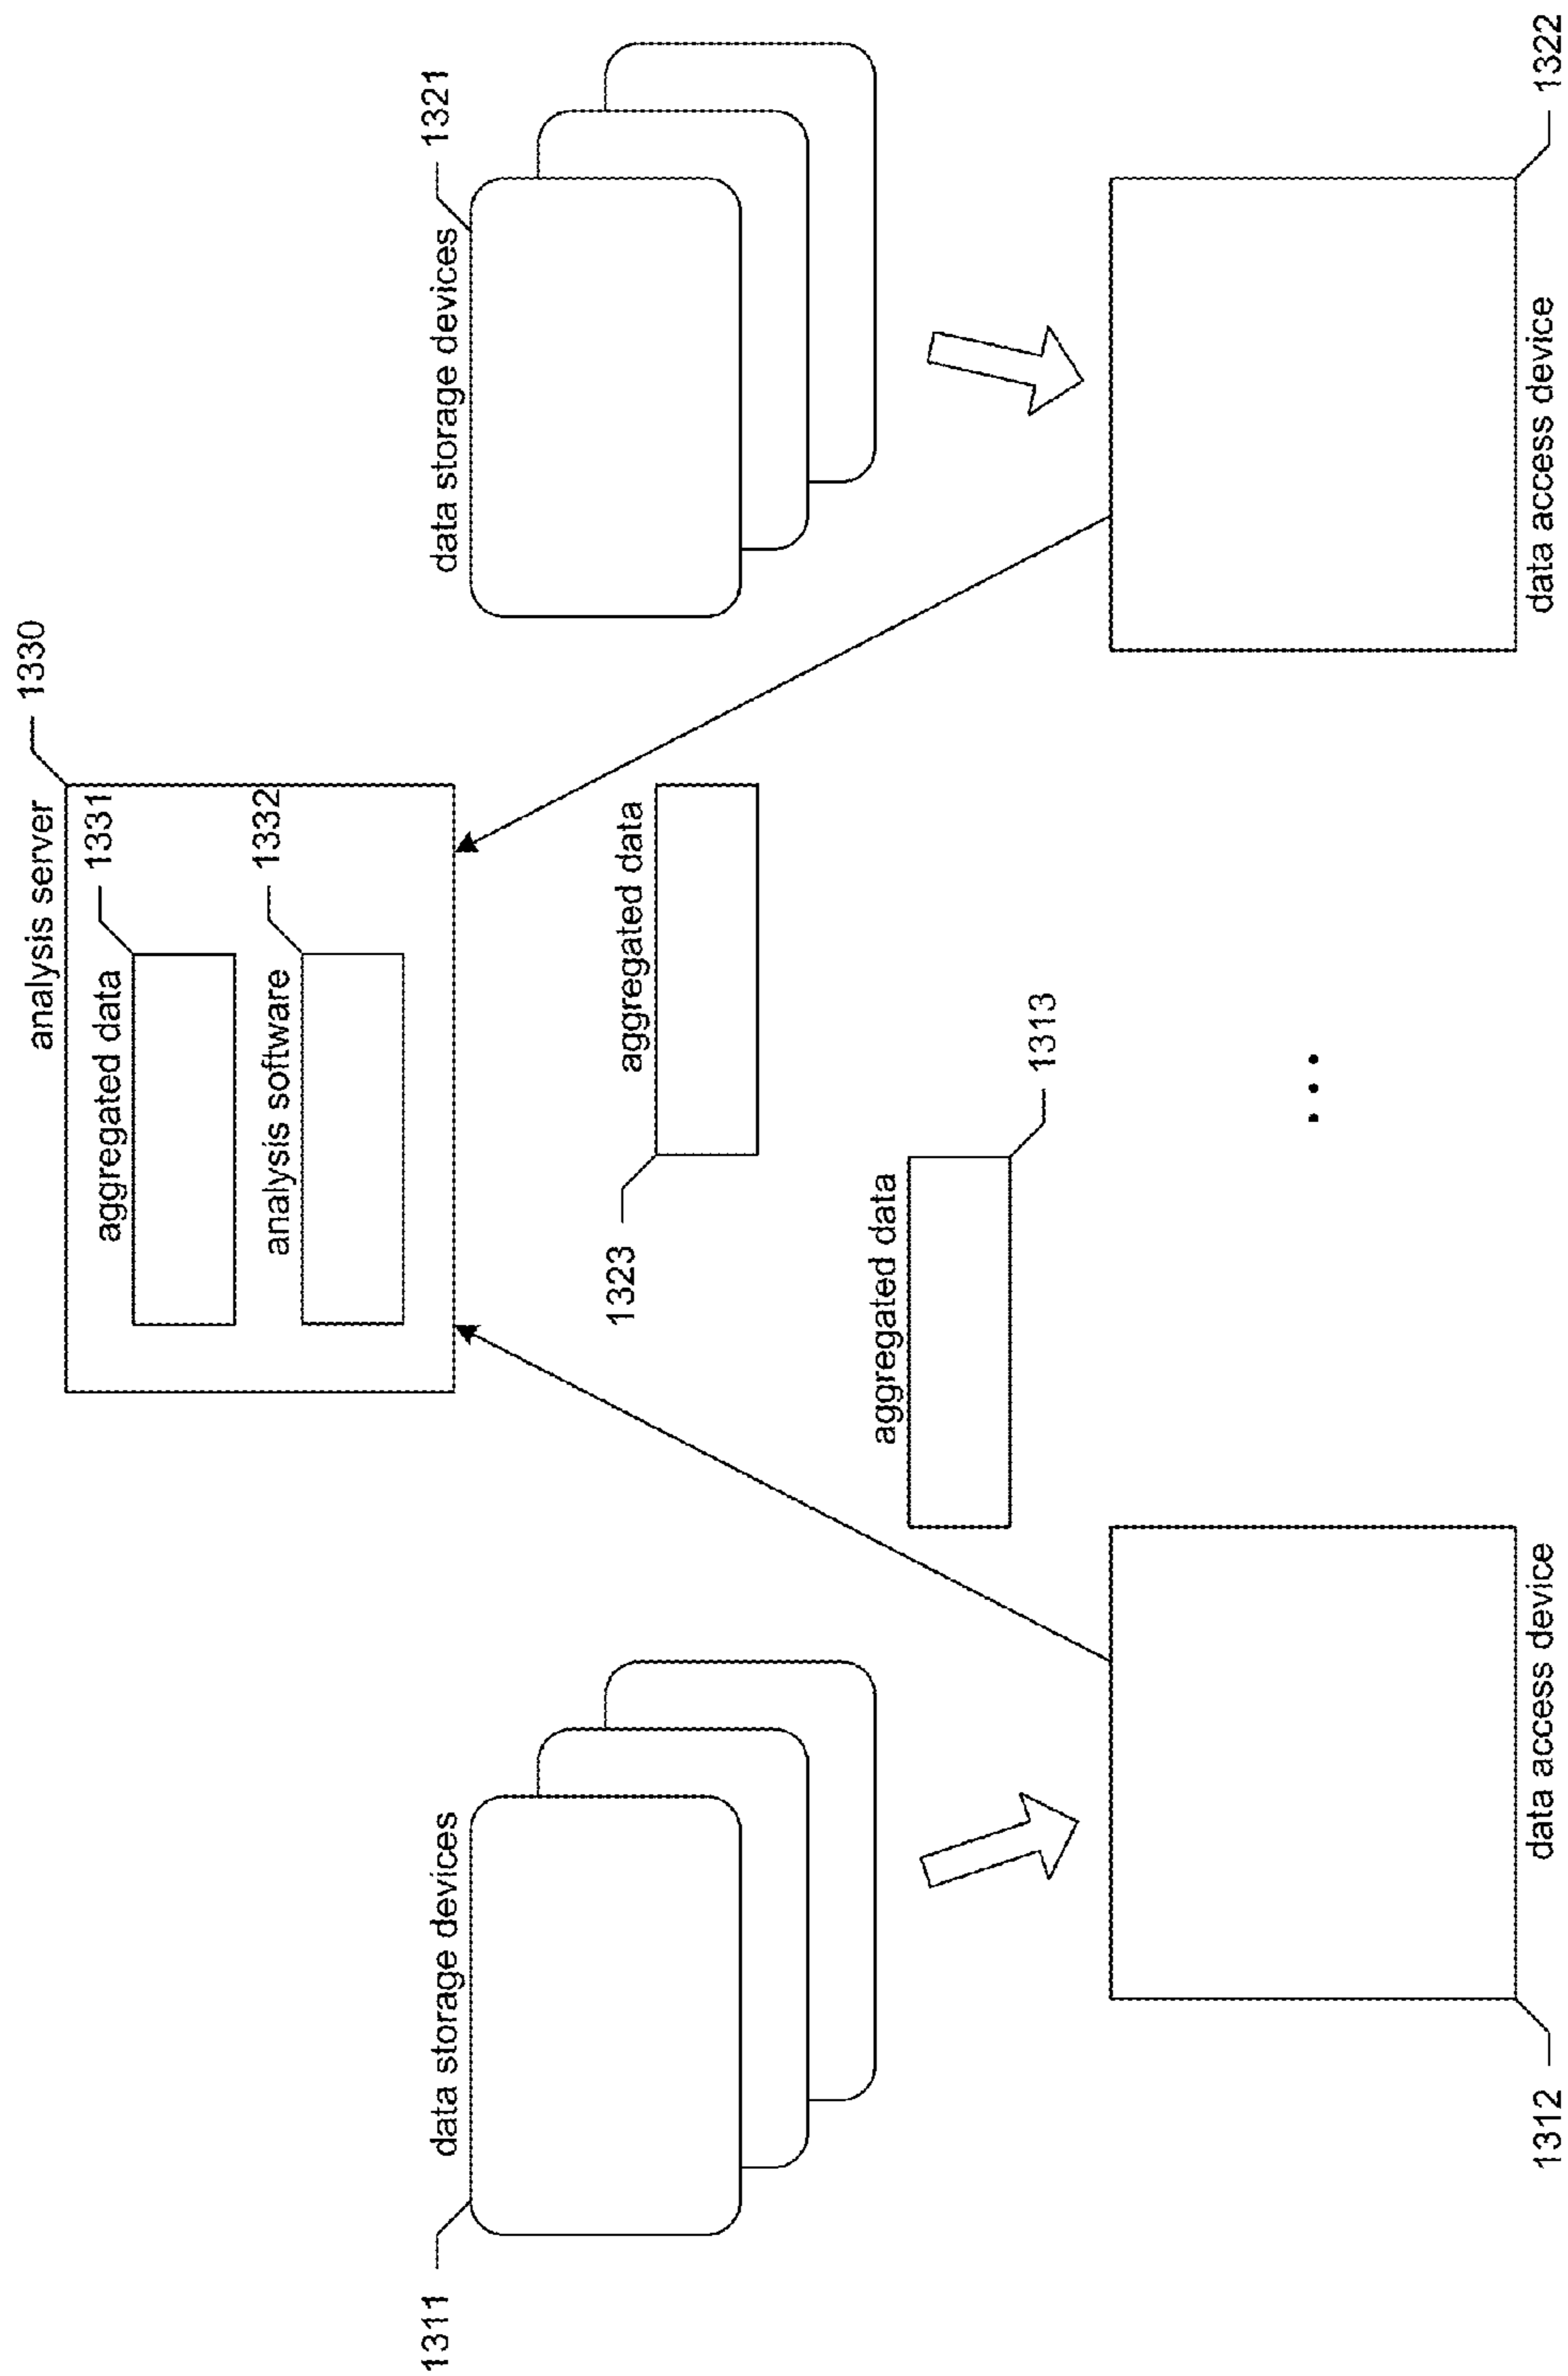 analysis server
1330
aggregated data
1331
analysis software
1332
data storage devices
1311
data storage devices
1321
aggregated data
1323
aggregated data
1313
...
data access device
1312
data access device
1322